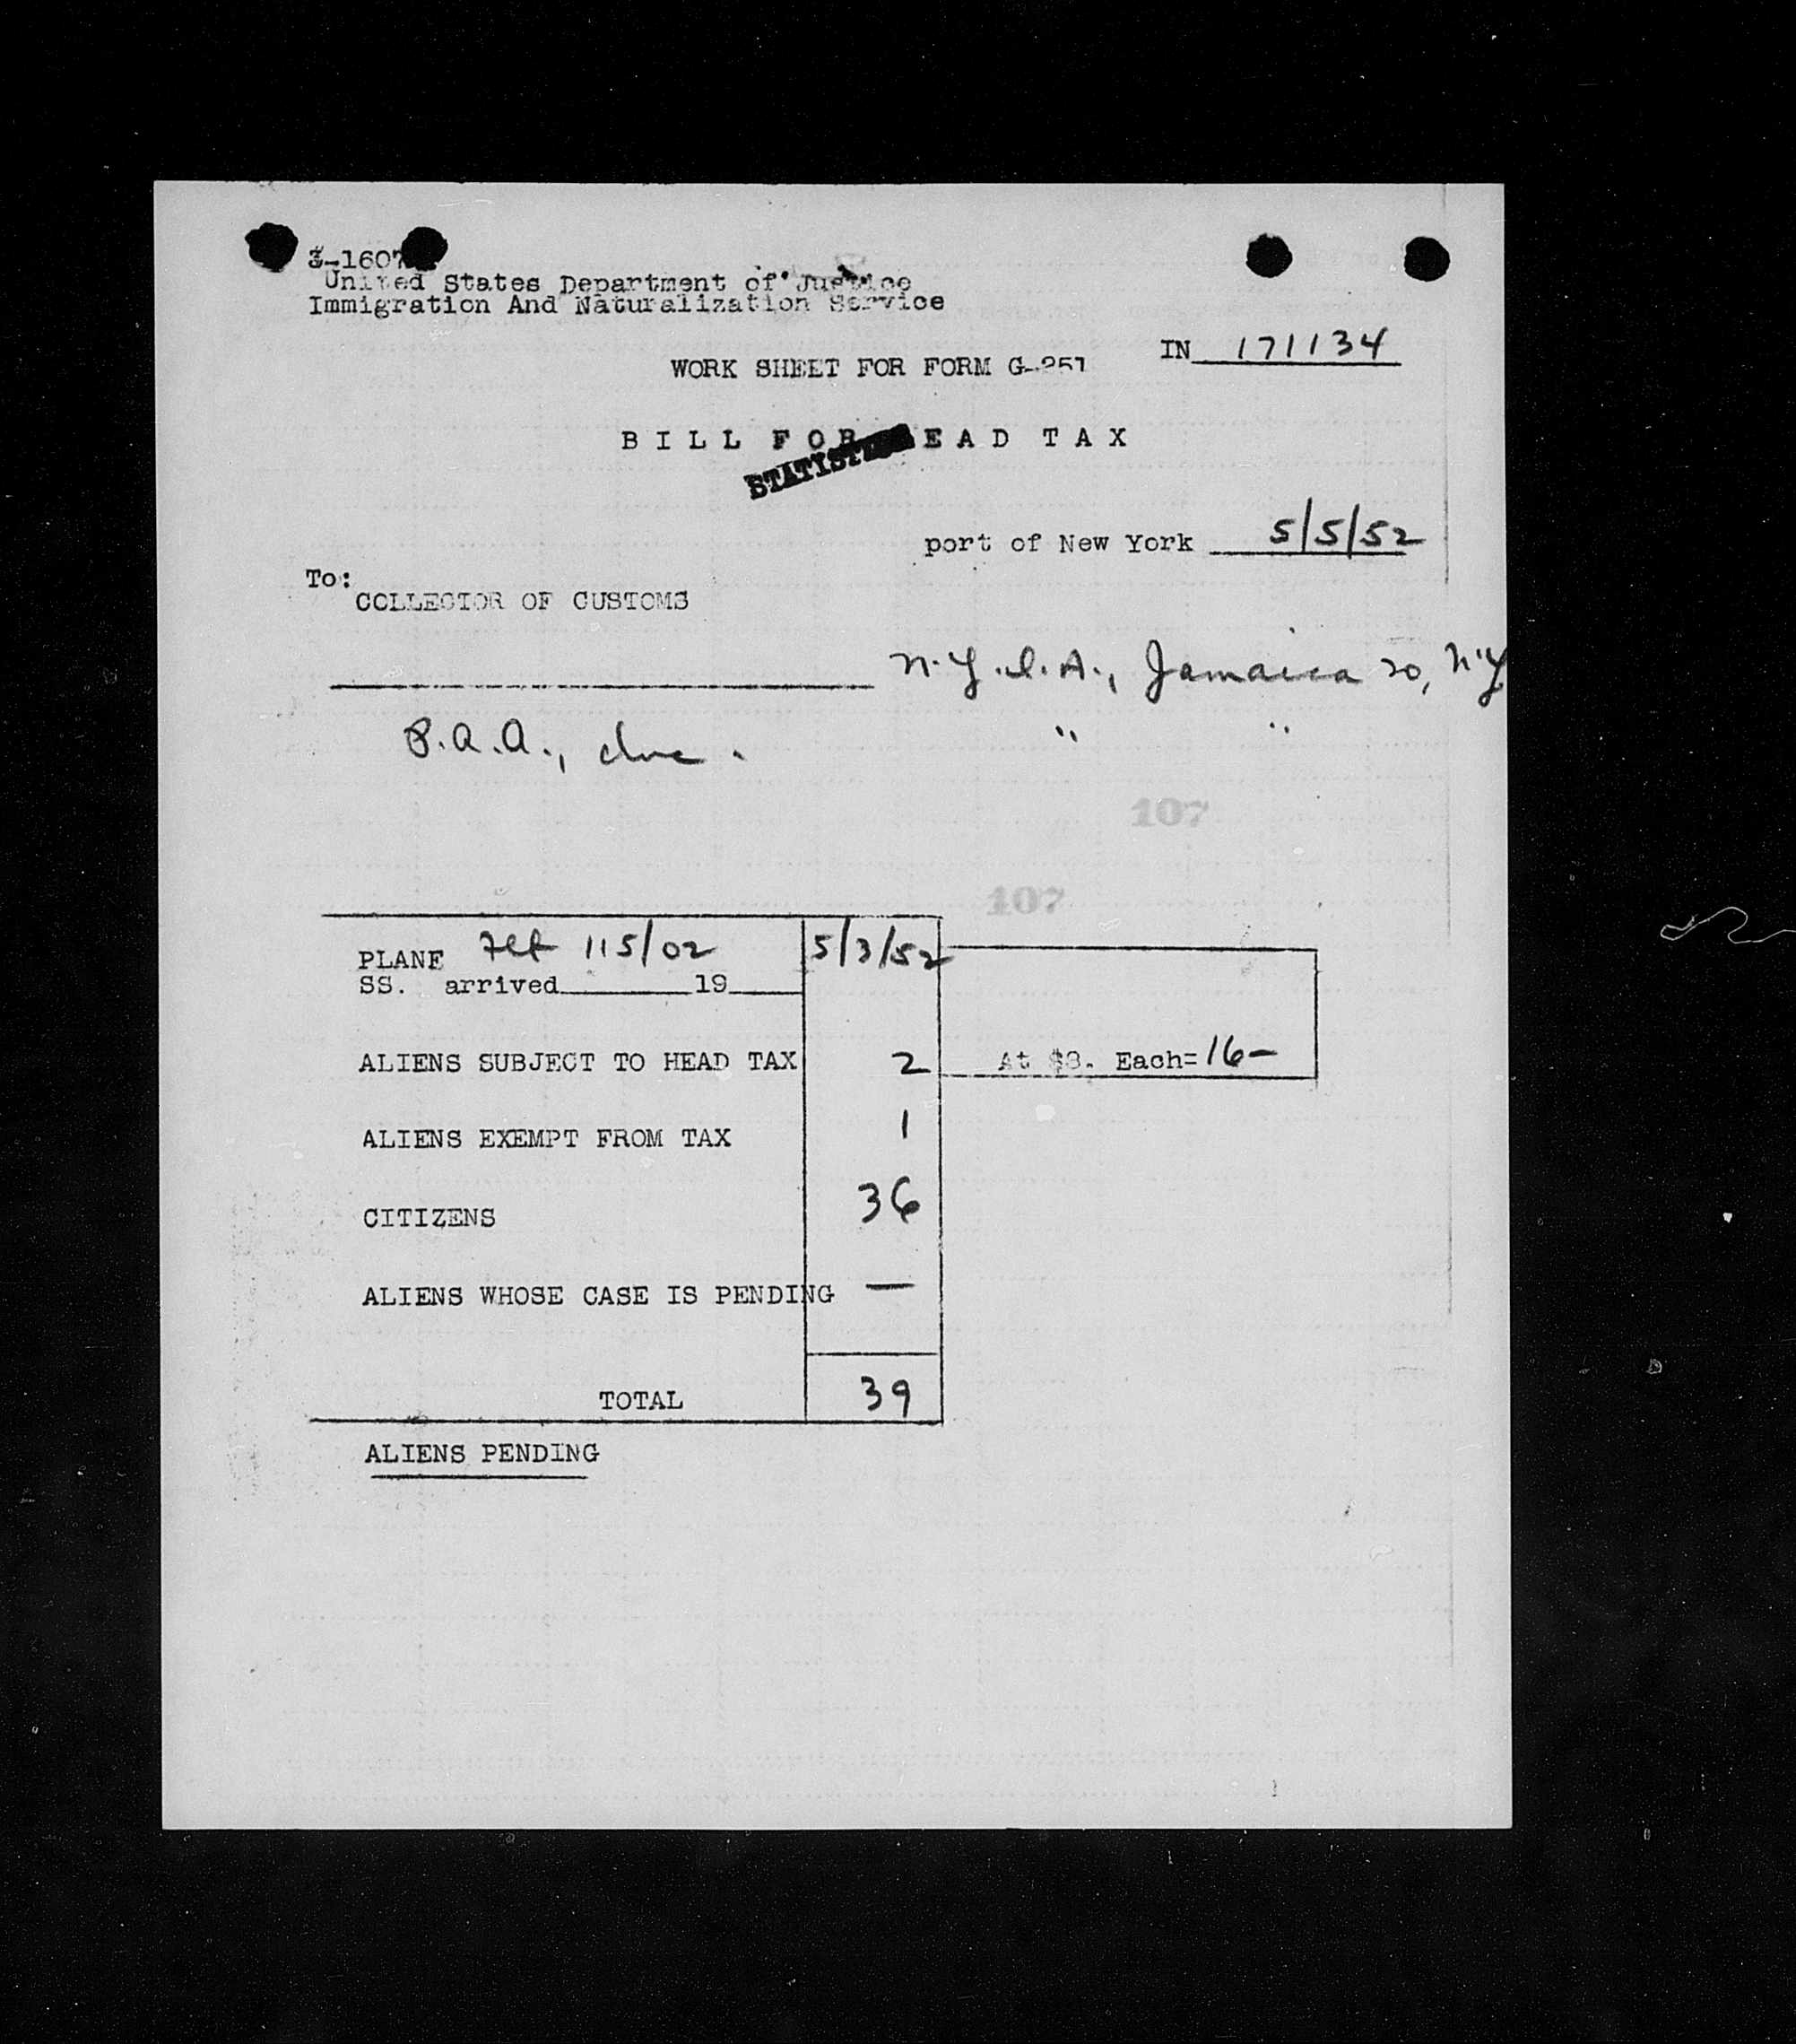 3-1607
United States Department of Justice
Immigration And Naturalization Service
IN 171134
WORK SHEET FOR FORM G-251
BILL FOR HEAD TAX
STATISTICS
port of New York 5/5/52
To:
COLLECTOR OF CUSTOMS
N.Y.I.A., Jamaica 20, N.Y
P.A.A., Inc. " "
107
107
PLANE Flt 115/02 5/3/52
SS. arrived 19
ALIENS SUBJECT TO HEAD TAX 2 At $8. Each= 16-
ALIENS EXEMPT FROM TAX 1
CITIZENS 36
ALIENS WHOSE CASE IS PENDING —
TOTAL 39
ALIENS PENDING